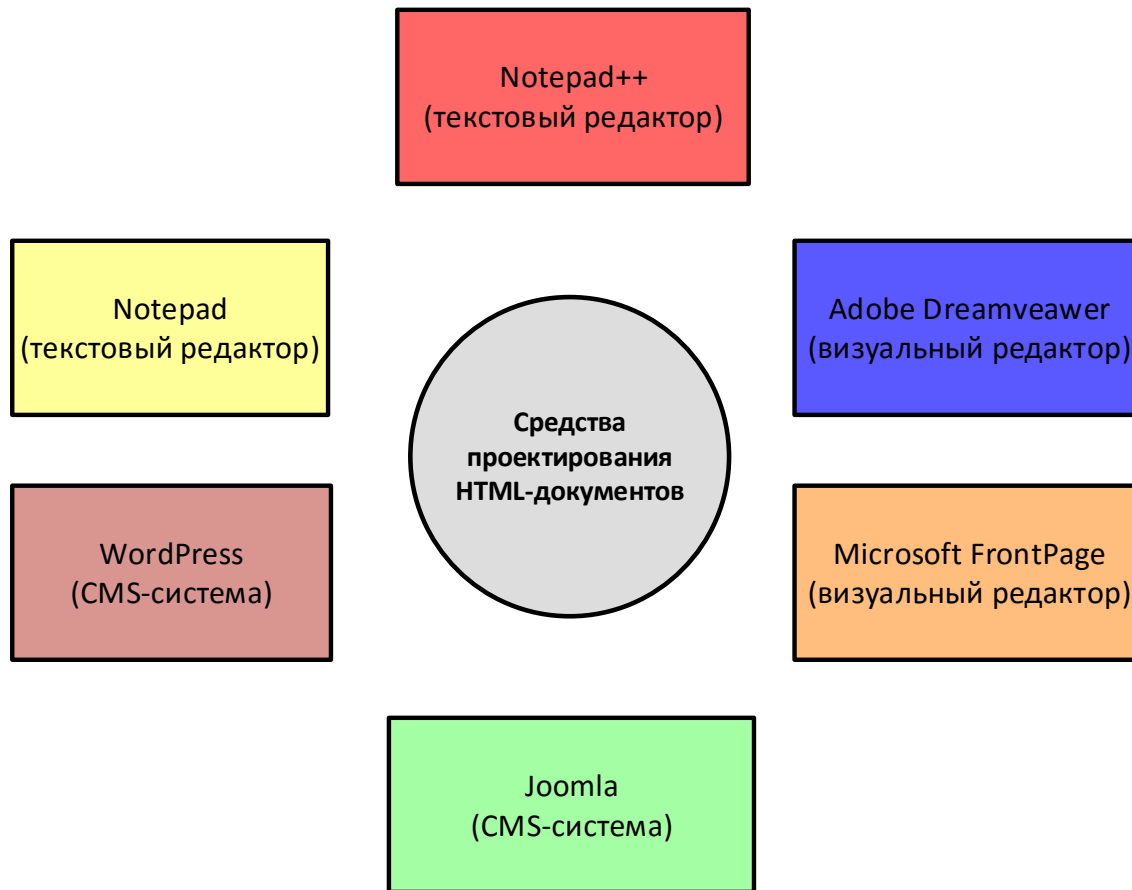 Notepad++
(текстовый редактор)
Notepad
(текстовый редактор)
Adobe Dreamveawer
(визуальный редактор)
Средства
проектирования
HTML-документов
WordPress
(CMS-система)
Microsoft FrontPage
(визуальный редактор)
Joomla
(CMS-система)